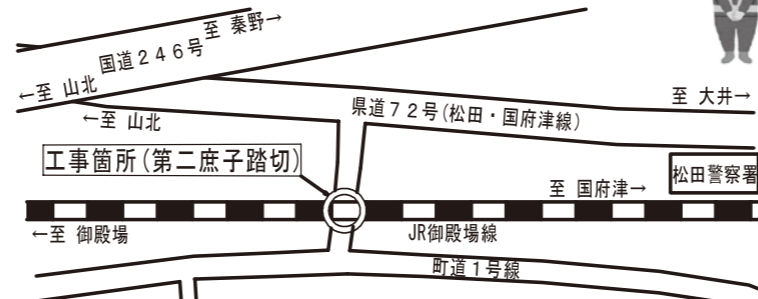 至 秦野→
国道246号
←至 山北
←至 山北
県道72号(松田・国府津線)
至 大井→
工事箇所(第二庶子踏切)
松田警察署
至 国府津→
←至 御殿場
JR御殿場線
町道1号線